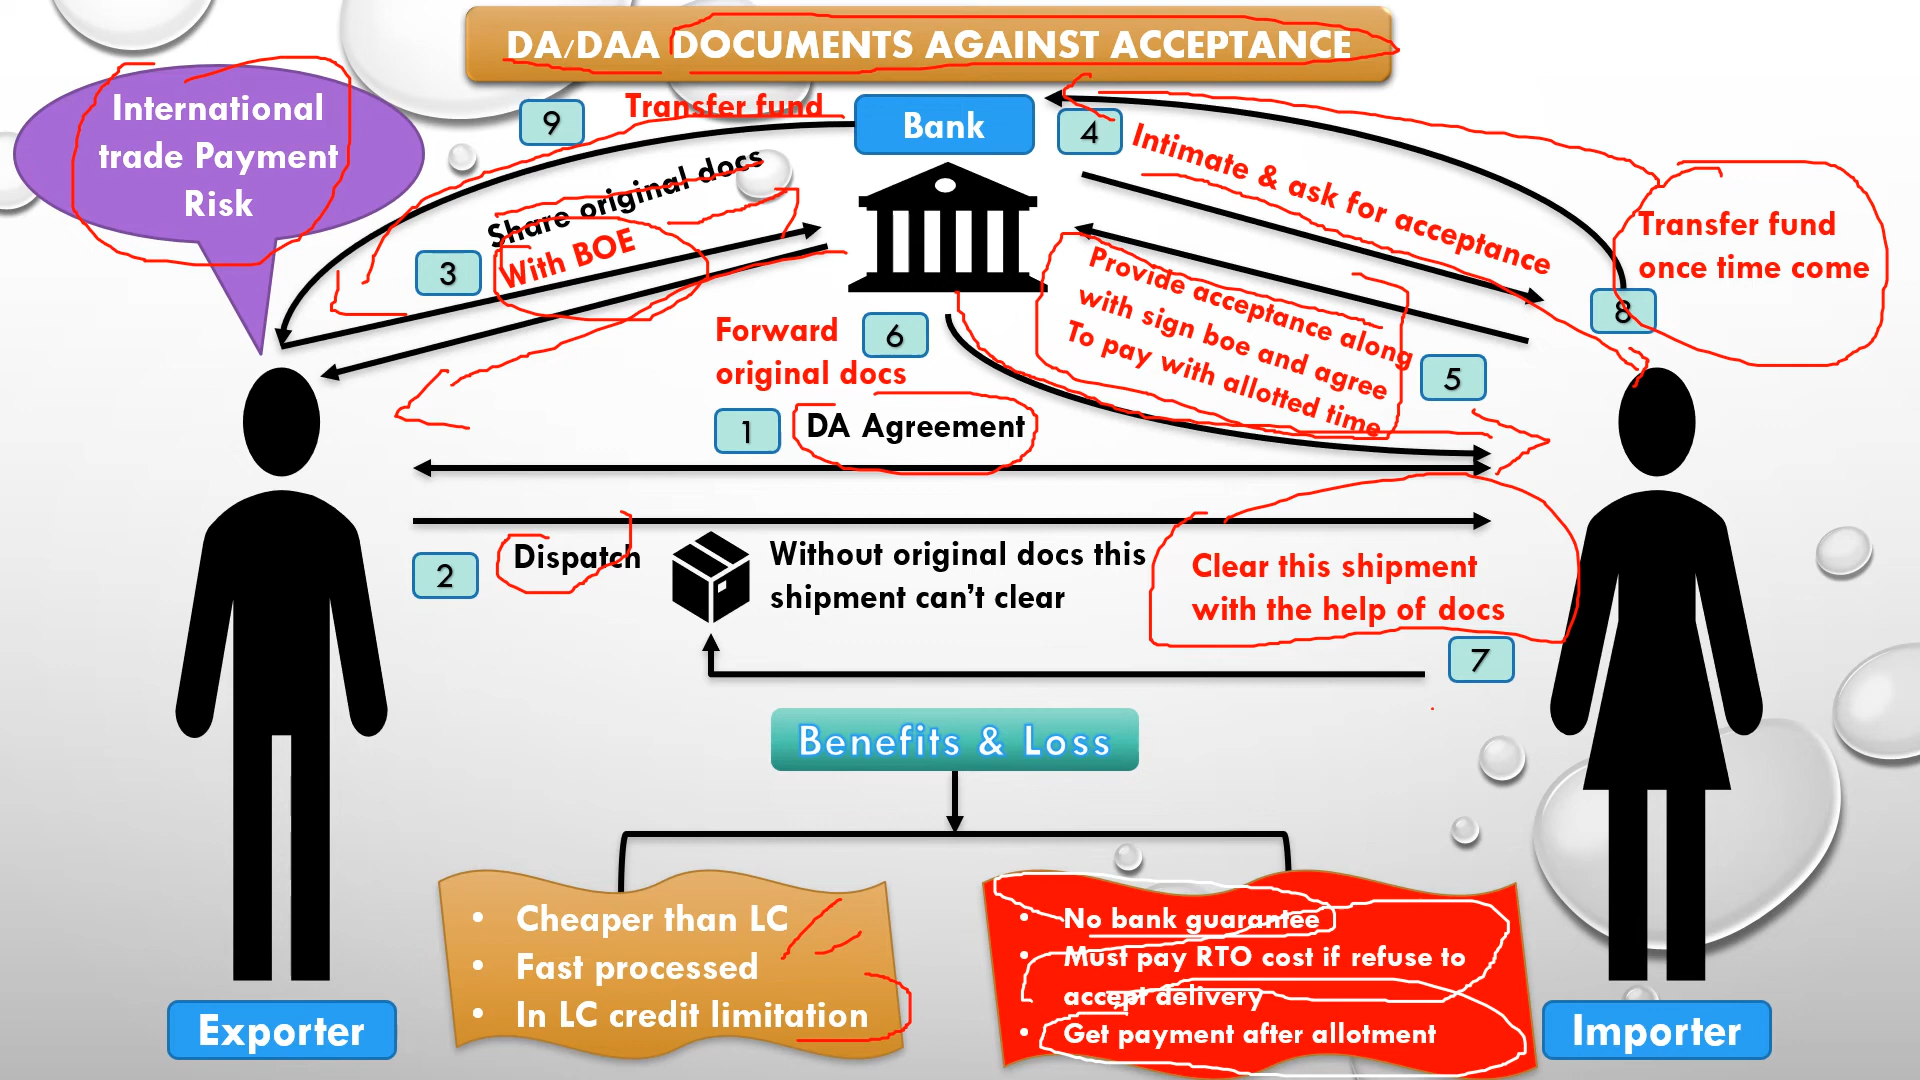 DA/DAA DOCUMENTS AGAINST ACCEPTANCE
International
trade Payment
Risk
9
Transfer fund
Bank
4
Intimate & ask for acceptance
Share original docs
With BOE
3
Transfer fund
once time come
8
Provide acceptance along
with sign boe and agree
To pay with allotted time
5
Forward
original docs
6
1
DA Agreement
2
Dispatch
Without original docs this
shipment can't clear
Clear this shipment
with the help of docs
7
Benefits & Loss
• Cheaper than LC
• Fast processed
• In LC credit limitation
• No bank guarantee
• Must pay RTO cost if refuse to
accept delivery
• Get payment after allotment
Exporter
Importer